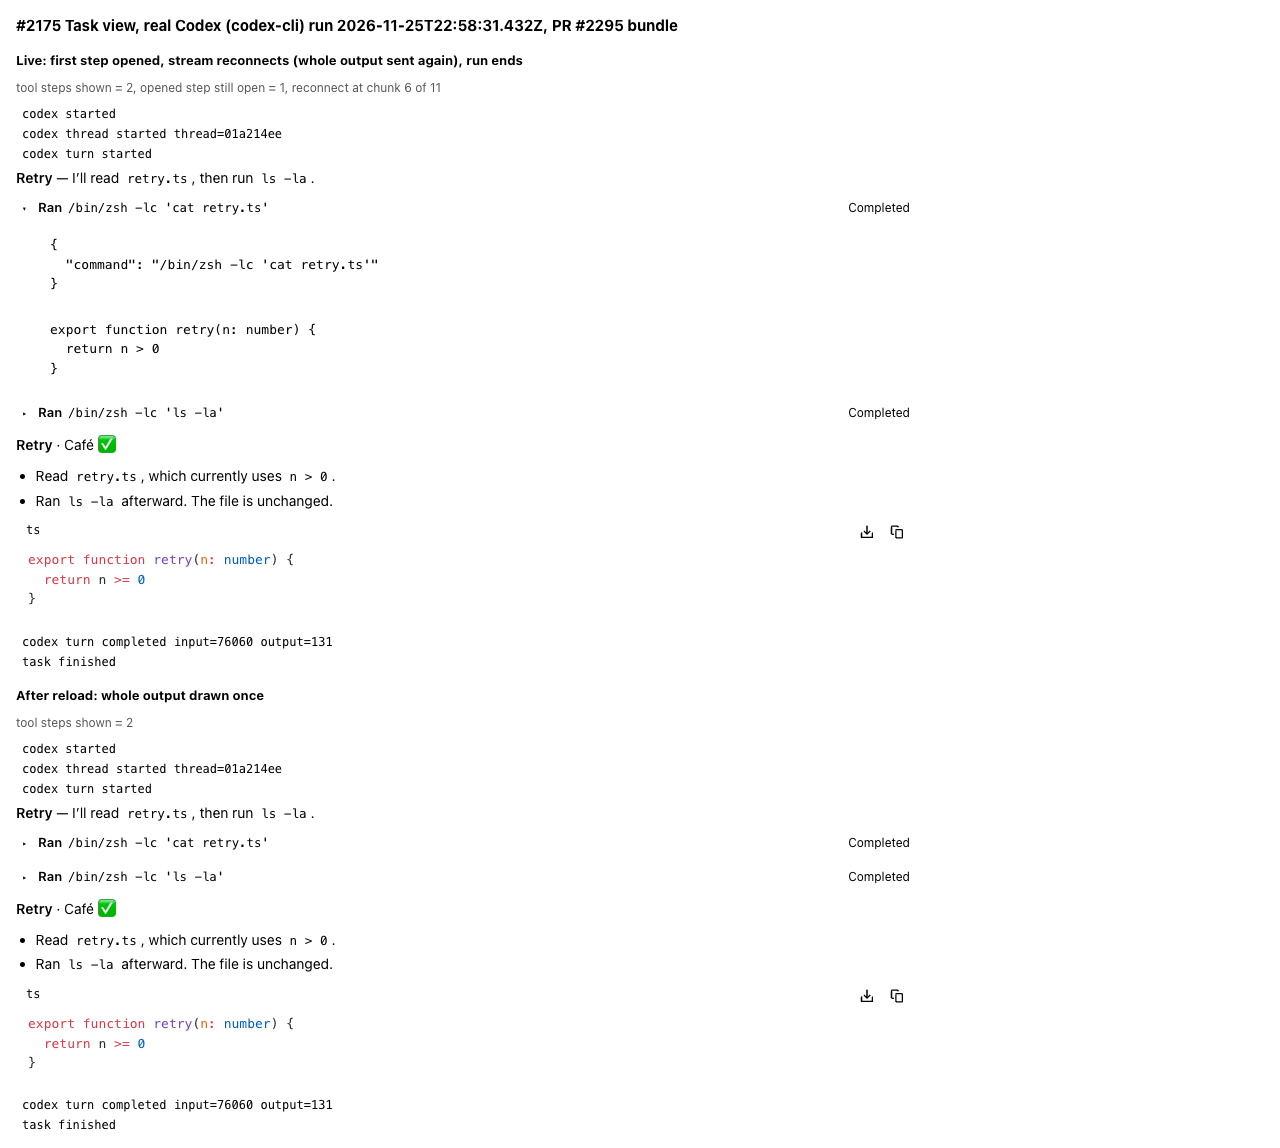 #2175 Task view, real Codex (codex-cli) run 2026-11-25T22:58:31.432Z, PR #2295 bundle
Live: first step opened, stream reconnects (whole output sent again), run ends
tool steps shown = 2, opened step still open = 1, reconnect at chunk 6 of 11
codex started
codex thread started thread=01a214ee
codex turn started
Retry — I’ll read retry.ts, then run ls -la.
▾ Ran /bin/zsh -lc 'cat retry.ts' Completed
{
  "command": "/bin/zsh -lc 'cat retry.ts'"
}
export function retry(n: number) {
  return n > 0
}
▸ Ran /bin/zsh -lc 'ls -la' Completed
Retry · Café ✅
• Read retry.ts, which currently uses n > 0.
• Ran ls -la afterward. The file is unchanged.
ts
export function retry(n: number) {
  return n >= 0
}
codex turn completed input=76060 output=131
task finished
After reload: whole output drawn once
tool steps shown = 2
codex started
codex thread started thread=01a214ee
codex turn started
Retry — I’ll read retry.ts, then run ls -la.
▸ Ran /bin/zsh -lc 'cat retry.ts' Completed
▸ Ran /bin/zsh -lc 'ls -la' Completed
Retry · Café ✅
• Read retry.ts, which currently uses n > 0.
• Ran ls -la afterward. The file is unchanged.
ts
export function retry(n: number) {
  return n >= 0
}
codex turn completed input=76060 output=131
task finished